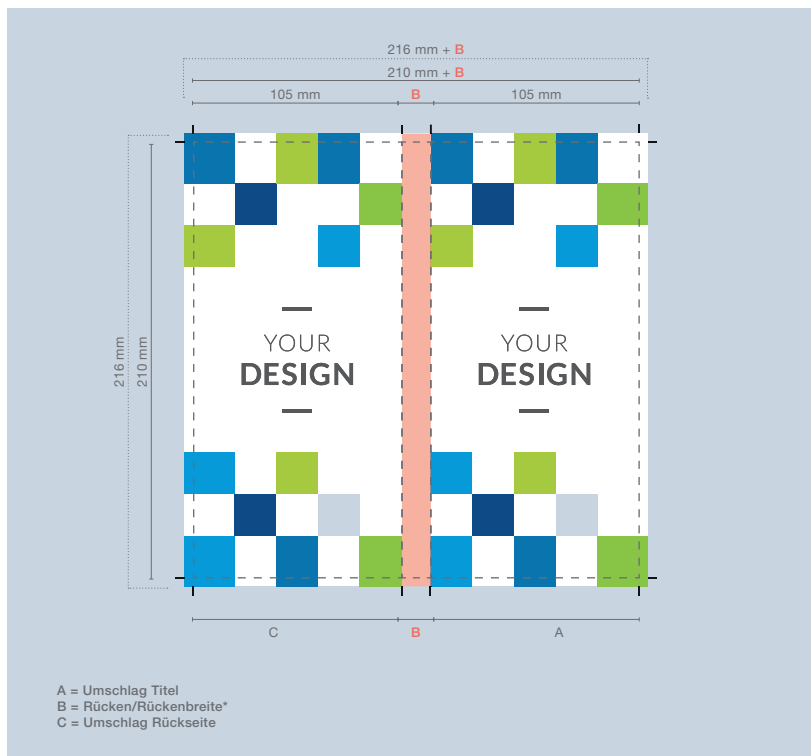 216 mm + B
210 mm + B
105 mm B 105 mm
216 mm
210 mm
YOUR
DESIGN
YOUR
DESIGN
C B A
A = Umschlag Titel
B = Rücken/Rückenbreite*
C = Umschlag Rückseite